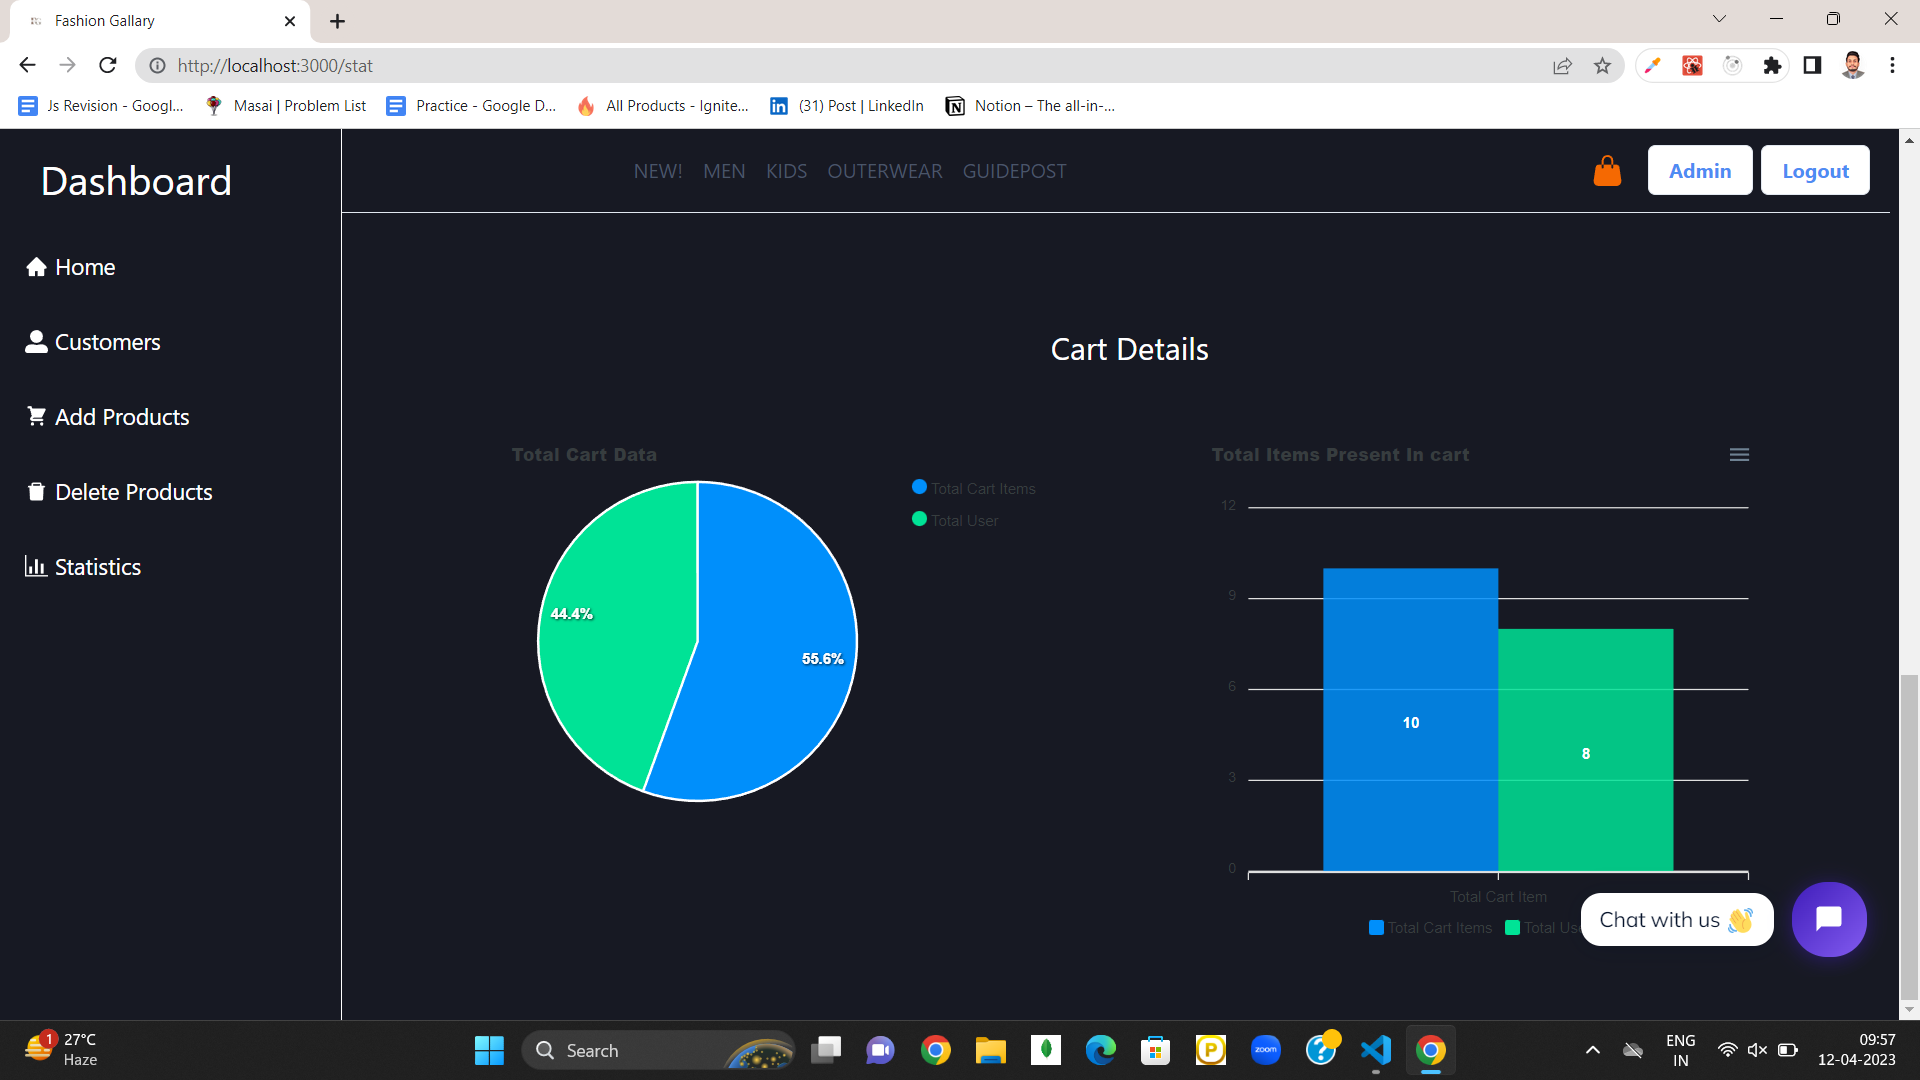 Fashion Gallary
http://localhost:3000/stat
Js Revision - Googl...
Masai | Problem List
Practice - Google D...
All Products - Ignite...
(31) Post | LinkedIn
Notion – The all-in-...
Dashboard
NEW! MEN KIDS OUTERWEAR GUIDEPOST
Admin
Logout
Home
Customers
Add Products
Delete Products
Statistics
Cart Details
Total Cart Data
Total Cart Items
Total User
44.4%
55.6%
Total Items Present In cart
12
9
6
3
0
10
8
Total Cart Item
Total Cart Items
Total Us
Chat with us 👋
1
27°C
Haze
Search
zoom
ENG
IN
09:57
12-04-2023